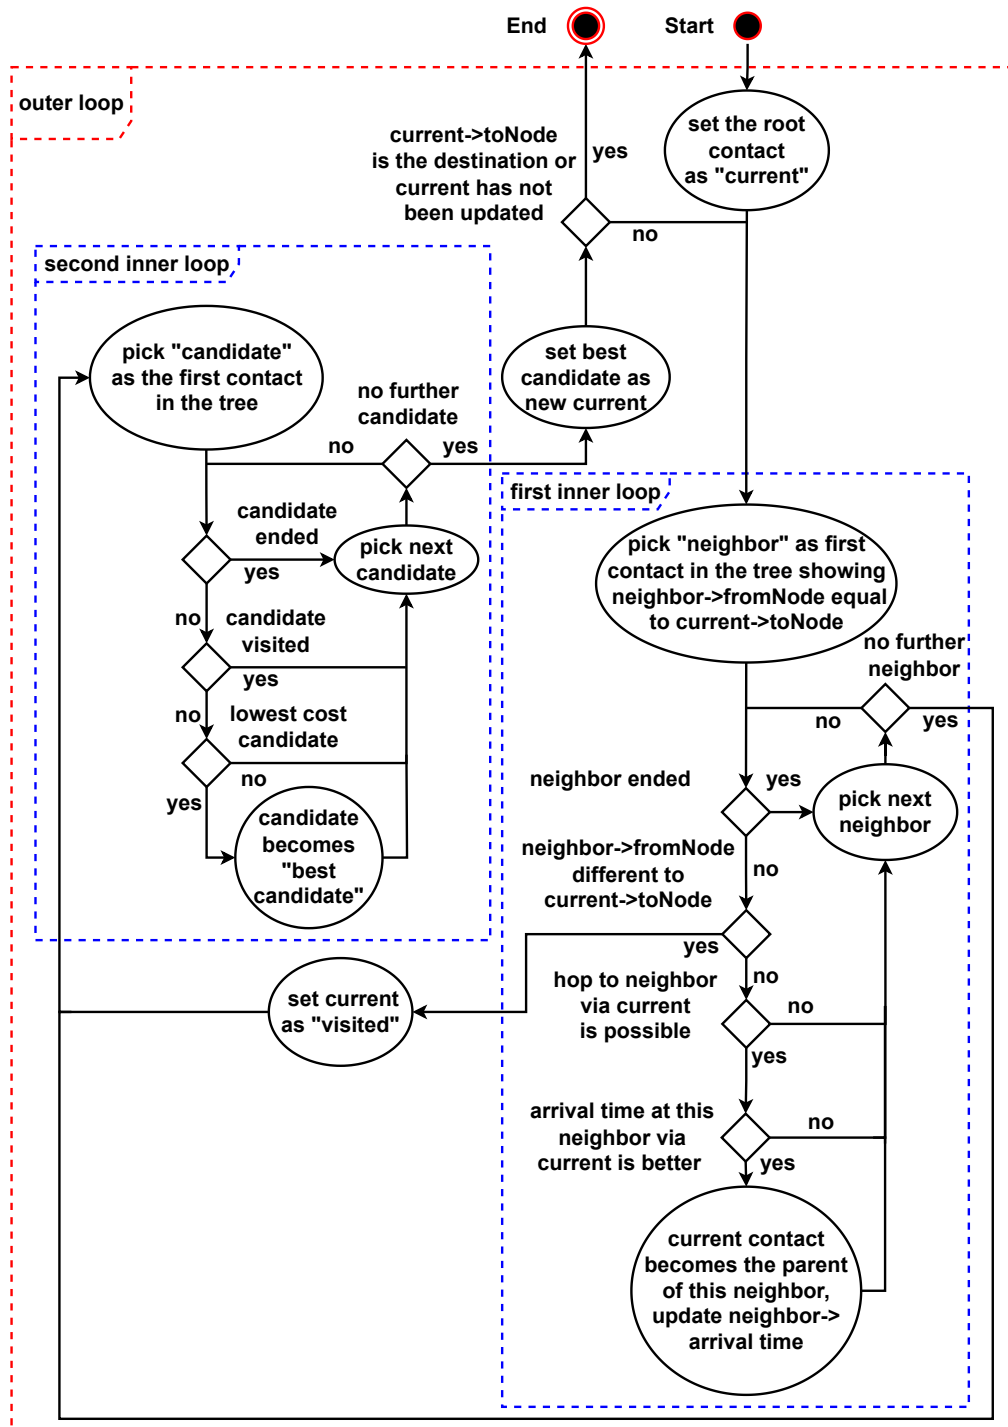 End
Start
outer loop
set the root
contact
as "current"
current->toNode
is the destination or
current has not
been updated
yes
no
second inner loop
pick "candidate"
as the first contact
in the tree
set best
candidate as
new current
no further
candidate
no
yes
first inner loop
candidate
ended
yes
pick next
candidate
no
candidate
visited
yes
no
lowest cost
candidate
no
yes
candidate
becomes
"best
candidate"
pick "neighbor" as first
contact in the tree showing
neighbor->fromNode equal
to current->toNode
no further
neighbor
no
yes
neighbor ended
yes
pick next
neighbor
neighbor->fromNode
different to
current->toNode
no
yes
set current
as "visited"
hop to neighbor
via current
is possible
no
no
yes
arrival time at this
neighbor via
current is better
no
yes
current contact
becomes the parent
of this neighbor,
update neighbor->
arrival time